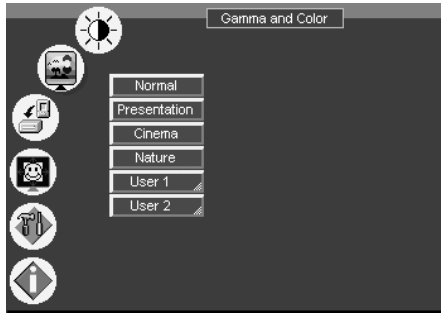 Gamma and Color
Normal
Presentation
Cinema
Nature
User 1
User 2